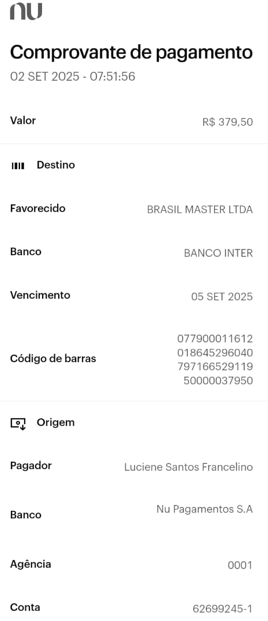 nu
Comprovante de pagamento
02 SET 2025 - 07:51:56
Valor R$ 379,50
Destino
Favorecido BRASIL MASTER LTDA
Banco BANCO INTER
Vencimento 05 SET 2025
Código de barras 077900011612
018645296040
797166529119
50000037950
Origem
Pagador Luciene Santos Francelino
Banco Nu Pagamentos S.A
Agência 0001
Conta 62699245-1